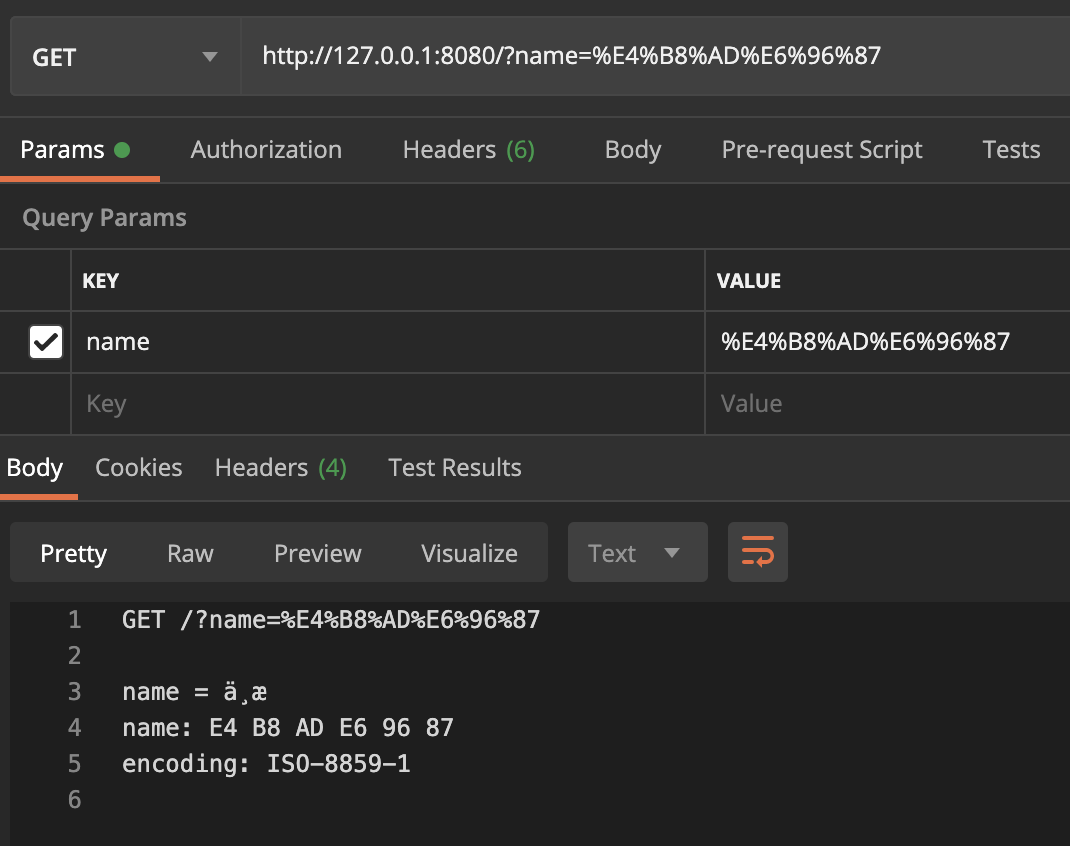 GET http://127.0.0.1:8080/?name=%E4%B8%AD%E6%96%87
Params Authorization Headers (6) Body Pre-request Script Tests
Query Params
KEY VALUE
name %E4%B8%AD%E6%96%87
Key Value
Body Cookies Headers (4) Test Results
Pretty Raw Preview Visualize Text
1 GET /?name=%E4%B8%AD%E6%96%87
2
3 name = ä¸æ
4 name: E4 B8 AD E6 96 87
5 encoding: ISO-8859-1
6